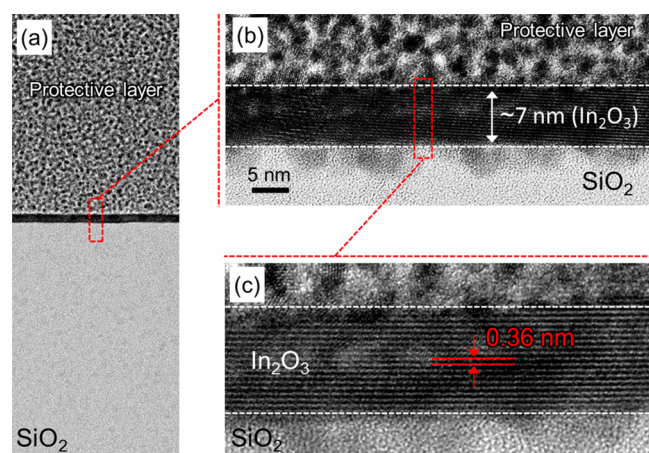 (a)
Protective layer
SiO₂
(b)
Protective layer
~7 nm (In₂O₃)
5 nm
SiO₂
(c)
0.36 nm
In₂O₃
SiO₂